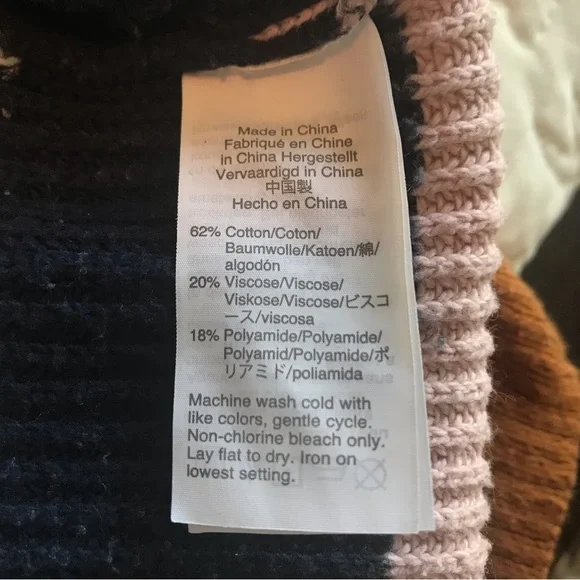 Made in China
Fabriqué en Chine
in China Hergestellt
Vervaardigd in China
中国製
Hecho en China
62% Cotton/Coton/
Baumwolle/Katoen/綿/
algodón
20% Viscose/Viscose/
Viskose/Viscose/ビスコ
ース/viscosa
18% Polyamide/Polyamide/
Polyamid/Polyamide/ポ
リアミド/poliamida
Machine wash cold with
like colors, gentle cycle.
Non-chlorine bleach only.
Lay flat to dry. Iron on
lowest setting.